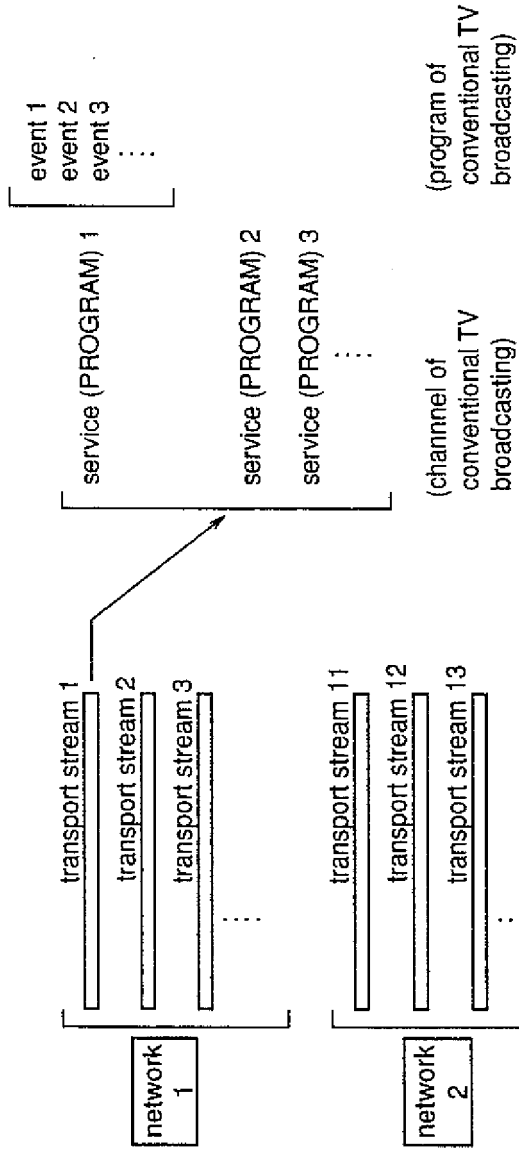 network
1
transport stream 1
transport stream 2
transport stream 3
....
network
2
transport stream 11
transport stream 12
transport stream 13
..
service (PROGRAM) 1
service (PROGRAM) 2
service (PROGRAM) 3
....
(channnel of
conventional TV
broadcasting)
event 1
event 2
event 3
....
(program of
conventional TV
broadcasting)